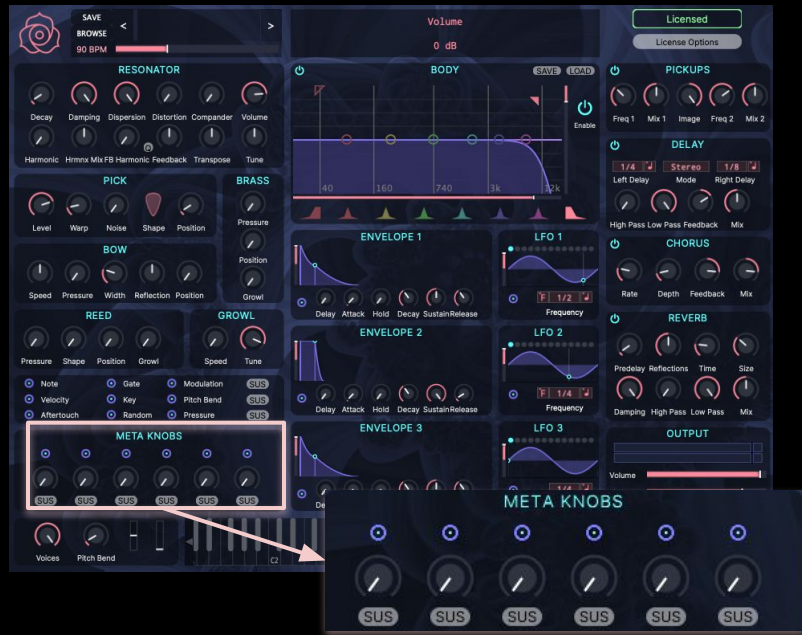 SAVE
BROWSE
< >
90 BPM
Volume
0 dB
Licensed
License Options
RESONATOR
Decay Damping Dispersion Distortion Compander Volume
Harmonic Hrmnx Mix FB Harmonic Feedback Transpose Tune
BODY
SAVE LOAD
Enable
40 160 740 3k 12k
PICKUPS
Freq 1 Mix 1 Image Freq 2 Mix 2
DELAY
1/4 Stereo 1/8
Left Delay Mode Right Delay
High Pass Low Pass Feedback Mix
PICK
Level Warp Noise Shape Position
BRASS
Pressure
Position
Growl
BOW
Speed Pressure Width Reflection Position
ENVELOPE 1
Delay Attack Hold Decay Sustain Release
LFO 1
F 1/2
Frequency
CHORUS
Rate Depth Feedback Mix
REED
Pressure Shape Position Growl
GROWL
Speed Tune
ENVELOPE 2
Delay Attack Hold Decay Sustain Release
LFO 2
F 1/4
Frequency
REVERB
Predelay Reflections Time Size
Damping High Pass Low Pass Mix
Note Gate Modulation SUS
Velocity Key Pitch Bend SUS
Aftertouch Random Pressure SUS
META KNOBS
SUS SUS SUS SUS SUS SUS
ENVELOPE 3
De
LFO 3
F 1/4
OUTPUT
Volume
Voices Pitch Bend
C2
META KNOBS
SUS SUS SUS SUS SUS SUS